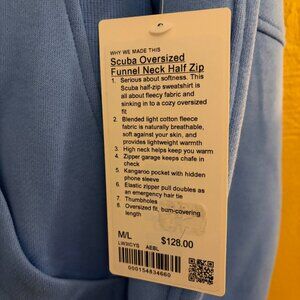 WHY WE MADE THIS
Scuba Oversized
Funnel Neck Half Zip
1. Serious about softness. This
Scuba half-zip sweatshirt is
all about fleecy fabric and
sinking in to a cozy oversized
fit
2. Blended light cotton fleece
fabric is naturally breathable,
soft against your skin, and
provides lightweight warmth
3. High neck helps keep you warm
4. Zipper garage keeps chafe in
check
5. Kangaroo pocket with hidden
phone sleeve
6. Elastic zipper pull doubles as
an emergency hair tie
7. Thumbholes
8. Oversized fit, bum-covering
length
M/L
$128.00
LW3ICYS AEBL
000154834660